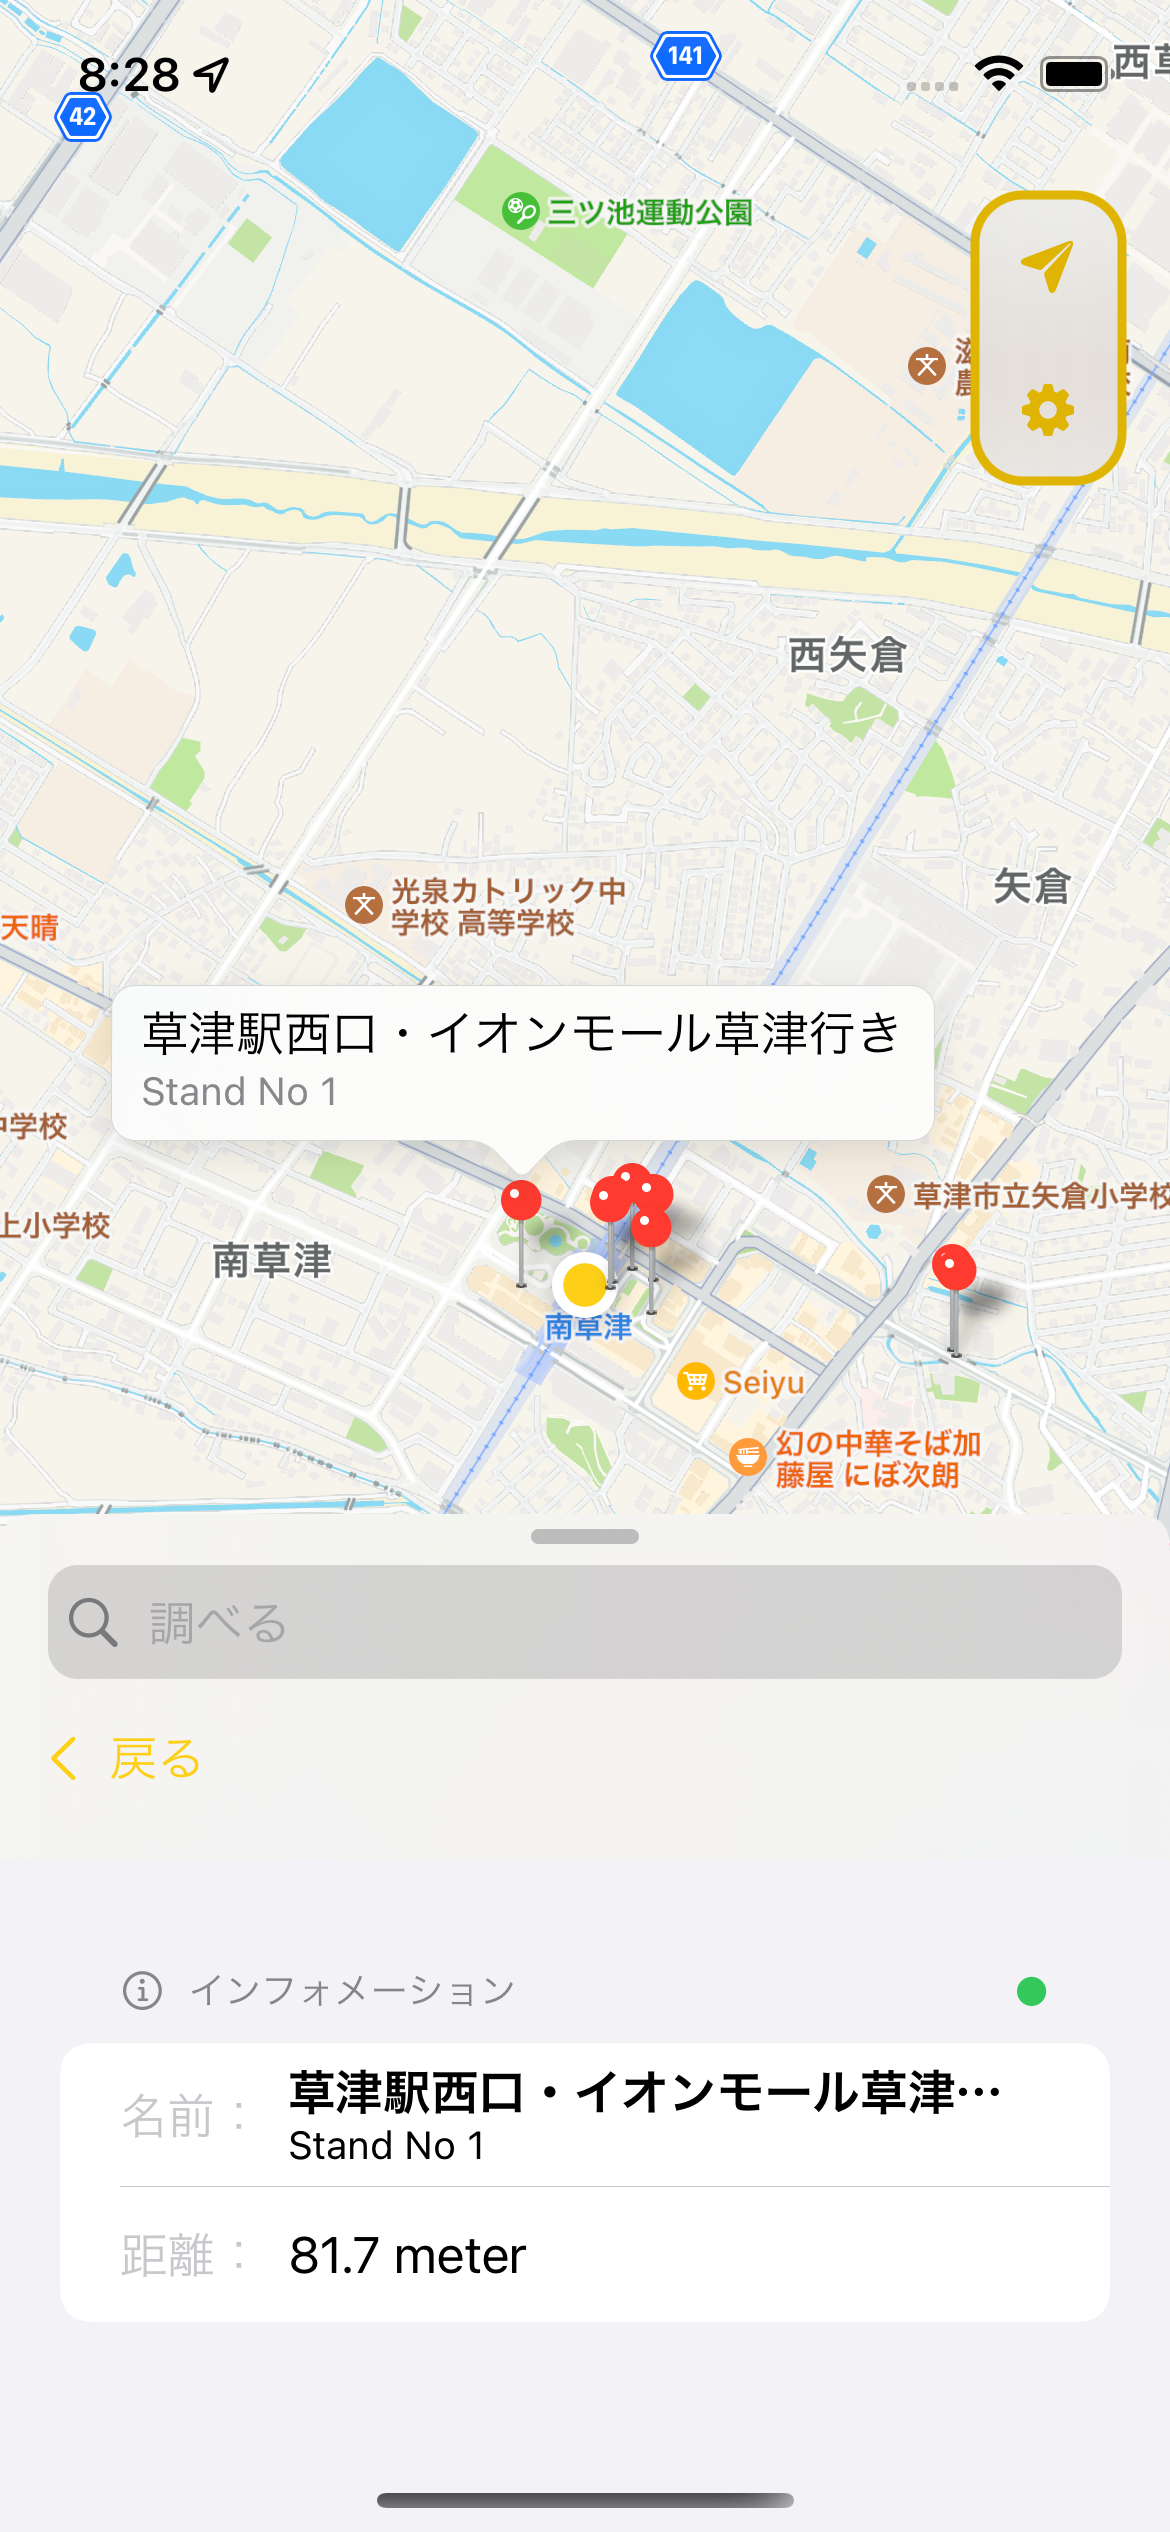 8:28
141
42
西草
三ツ池運動公園
西矢倉
矢倉
光泉カトリック中
学校 高等学校
天晴
草津駅西口・イオンモール草津行き
Stand No 1
中学校
上小学校
草津市立矢倉小学校
南草津
南草津
Seiyu
幻の中華そば加
藤屋 にぼ次朗
調べる
戻る
インフォメーション
名前：
草津駅西口・イオンモール草津…
Stand No 1
距離：
81.7 meter